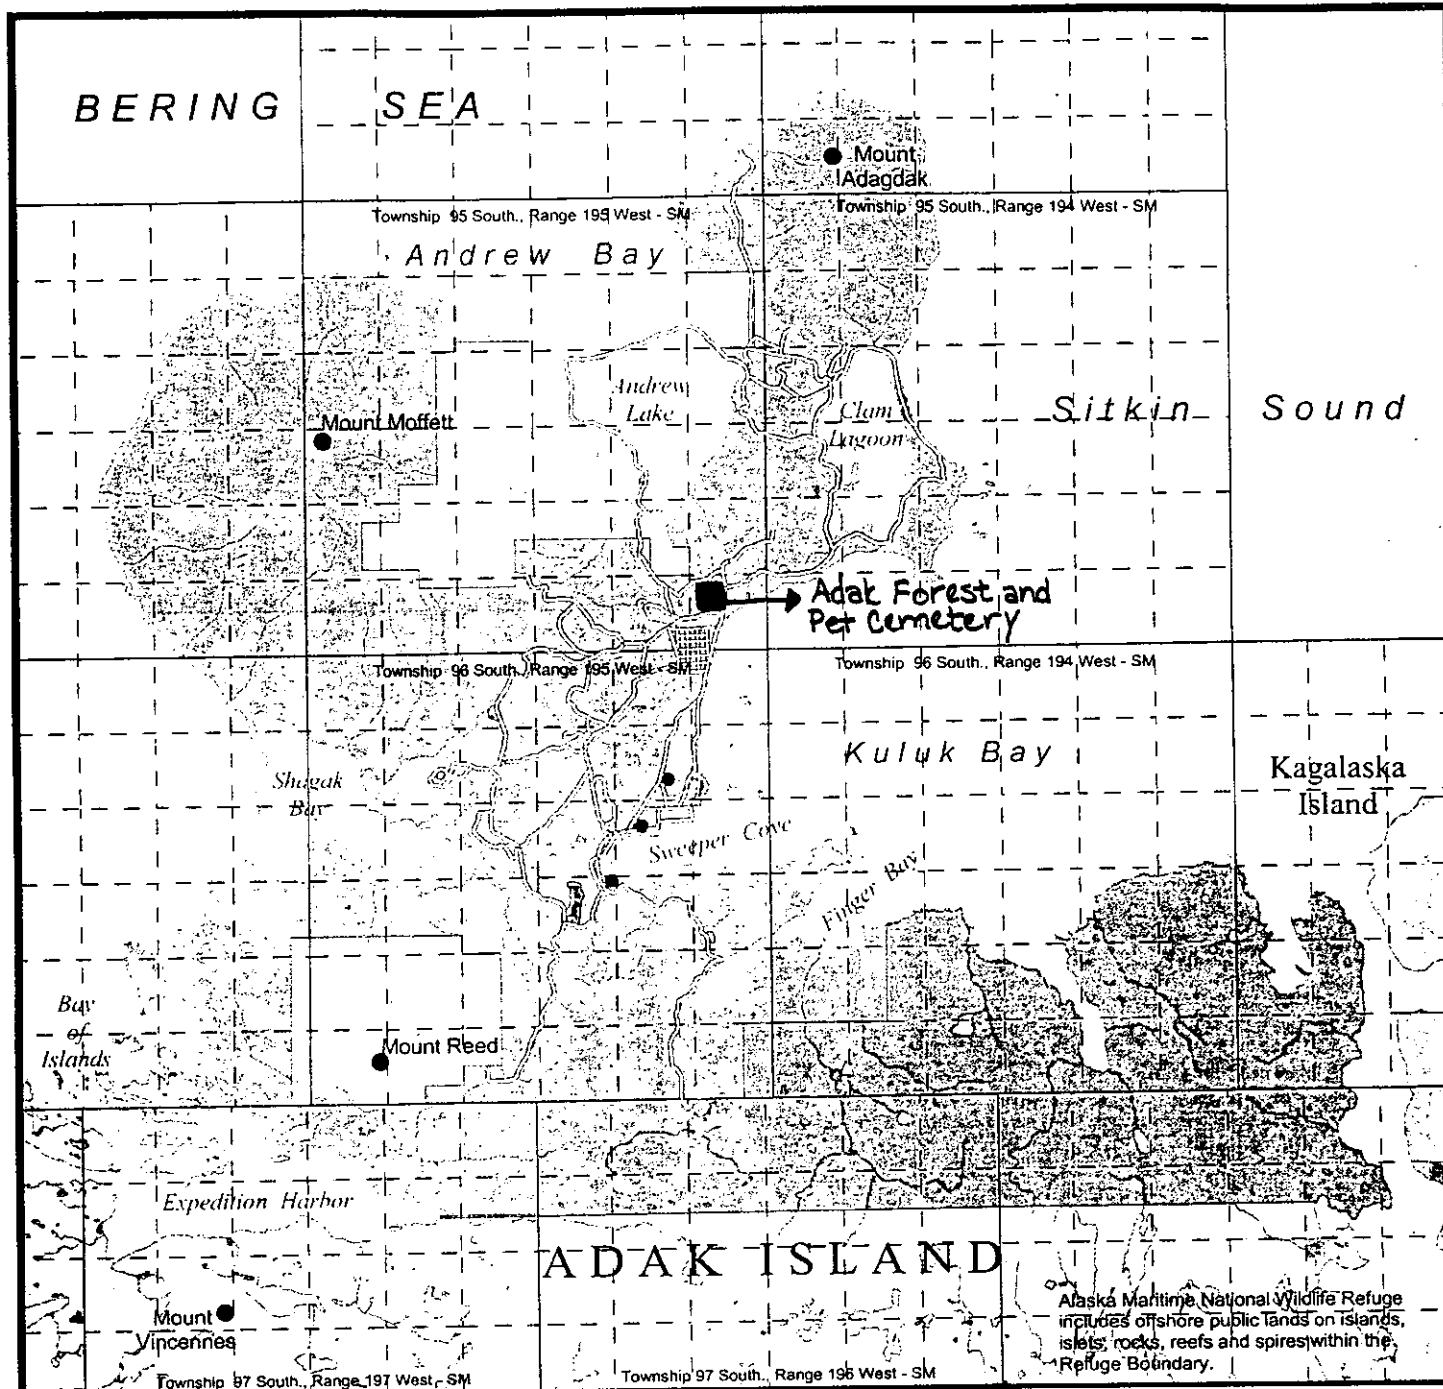 BERING SEA
Mount
Adagdak
Township 95 South., Range 195 West - SM
Township 95 South., Range 194 West - SM
Andrew Bay
Andrew
Lake
Clam
Lagoon
Sitkin Sound
Mount Moffett
Adak Forest and
Pet Cemetery
Township 96 South., Range 195 West - SM
Township 96 South., Range 194 West - SM
Kuluk Bay
Kagalaska
Island
Shagak
Bay
Sweeper Cove
Finger Bay
Bay
of
Islands
Mount Reed
Expedition Harbor
ADAK ISLAND
Mount
Vincennes
Alaska Maritime National Wildlife Refuge
includes offshore public lands on islands,
islets, rocks, reefs and spires within the
Refuge Boundary.
Township 97 South., Range 197 West - SM
Township 97 South., Range 196 West - SM